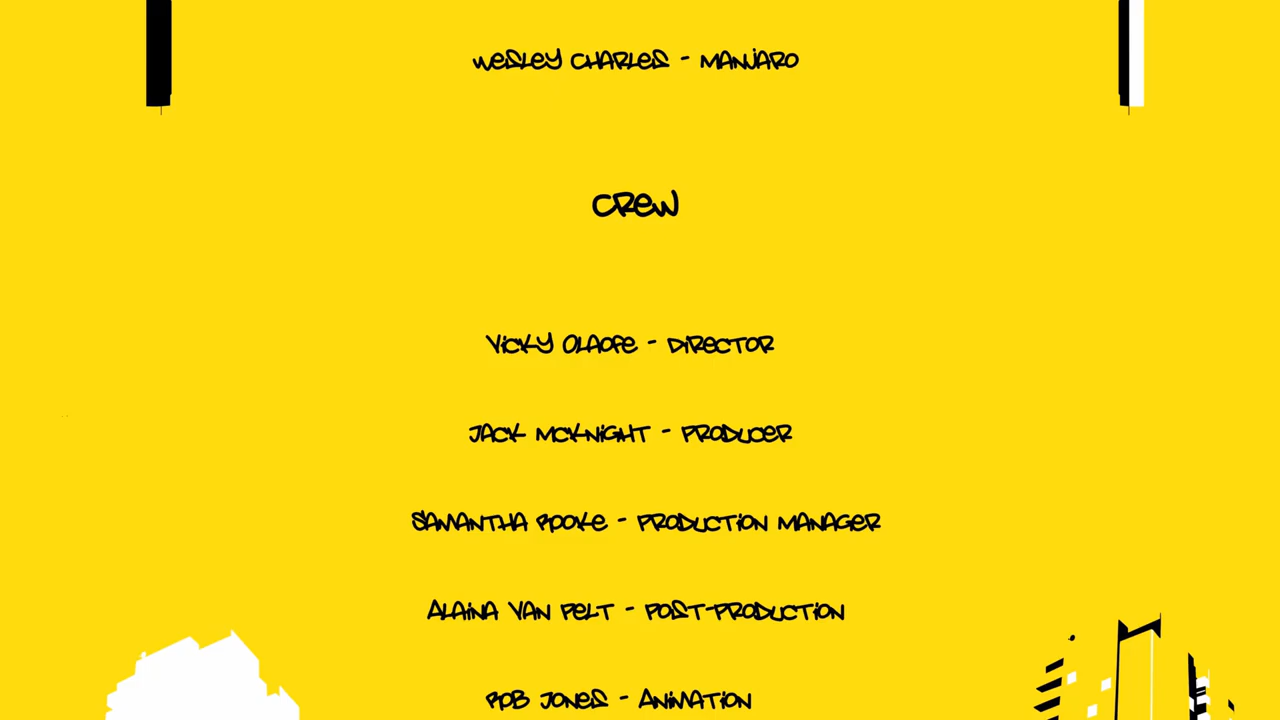 WESLEY CHARLES - MANJARO
CREW
VICKY OLAOFE - DIRECTOR
JACK MCKNIGHT - PRODUCER
SAMANTHA ROOKE - PRODUCTION MANAGER
ALAINA VAN PELT - POST-PRODUCTION
ROB JONES - ANIMATION